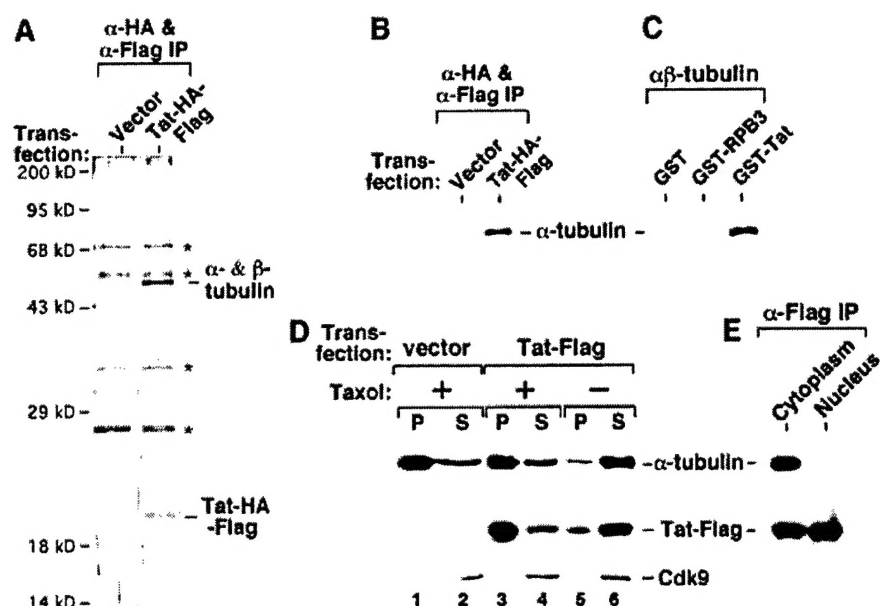 A
α-HA &
α-Flag IP
Trans-
fection:
Vector
Tat-HA-
Flag
200 kD
95 kD
68 kD
*
*
α- & β-
tubulin
43 kD
*
29 kD
*
Tat-HA
-Flag
18 kD
14 kD
B
α-HA &
α-Flag IP
Trans-
fection:
Vector
Tat-HA-
Flag
α-tubulin
C
αβ-tubulin
GST
GST-RPB3
GST-Tat
D
Trans-
fection:
vector
Tat-Flag
Taxol:
+ + −
P S P S P S
α-tubulin
Tat-Flag
Cdk9
1 2 3 4 5 6
E
α-Flag IP
Cytoplasm
Nucleus